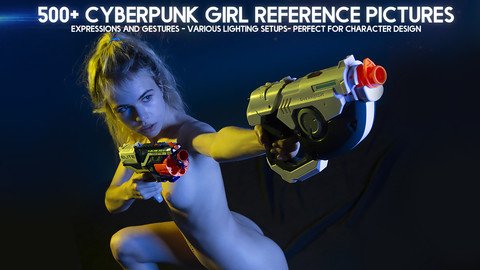 500+ CYBERPUNK GIRL REFERENCE PICTURES
EXPRESSIONS AND GESTURES - VARIOUS LIGHTING SETUPS- PERFECT FOR CHARACTER DESIGN